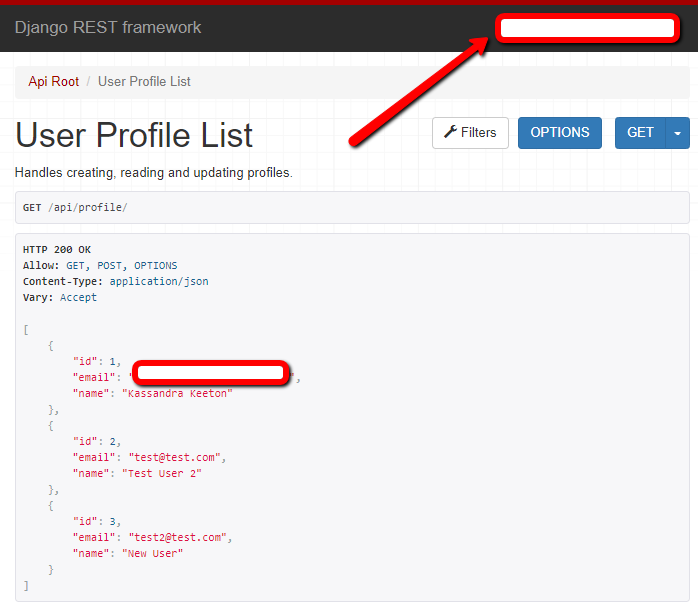 Django REST framework
Api Root / User Profile List
User Profile List
Filters
OPTIONS
GET
Handles creating, reading and updating profiles.
GET /api/profile/
HTTP 200 OK
Allow: GET, POST, OPTIONS
Content-Type: application/json
Vary: Accept
[
    {
        "id": 1,
        "email": "",
        "name": "Kassandra Keeton"
    },
    {
        "id": 2,
        "email": "test@test.com",
        "name": "Test User 2"
    },
    {
        "id": 3,
        "email": "test2@test.com",
        "name": "New User"
    }
]